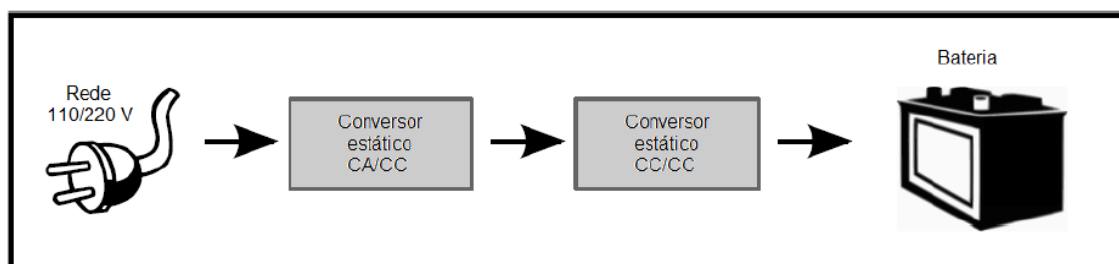 Rede
110/220 V
Conversor
estático
CA/CC
Conversor
estático
CC/CC
Bateria